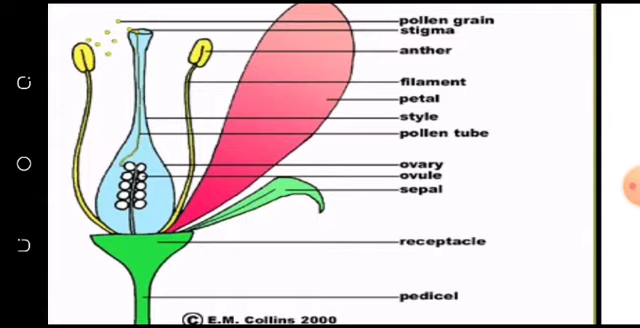 pollen grain
stigma
anther
filament
petal
style
pollen tube
ovary
ovule
sepal
receptacle
pedicel
© E.M. Collins 2000